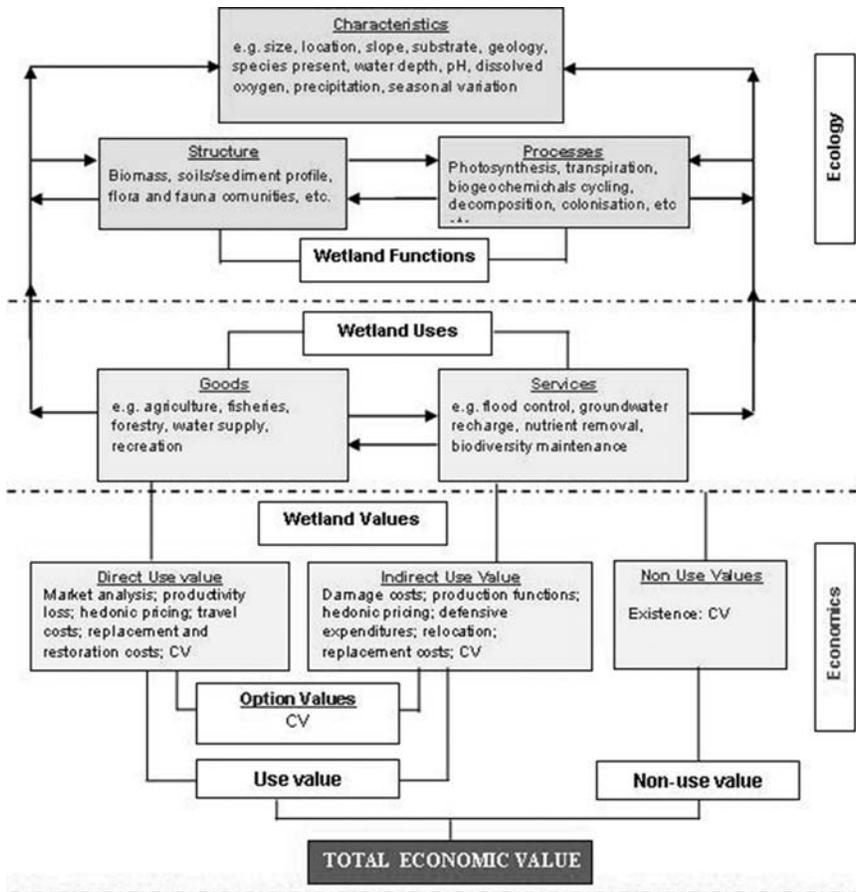 Characteristics
e.g. size, location, slope, substrate, geology,
species present, water depth, pH, dissolved
oxygen, precipitation, seasonal variation
Ecology
Structure
Biomass, soils/sediment profile,
flora and fauna comunities, etc.
Processes
Photosynthesis, transpiration,
biogeochemichals cycling,
decomposition, colonisation, etc
Wetland Functions
Wetland Uses
Goods
e.g. agriculture, fisheries,
forestry, water supply,
recreation
Services
e.g. flood control, groundwater
recharge, nutrient removal,
biodiversity maintenance
Wetland Values
Direct Use value
Market analysis; productivity
loss; hedonic pricing; travel
costs; replacement and
restoration costs; CV
Indirect Use Value
Damage costs; production functions;
hedonic pricing; defensive
expenditures; relocation;
replacement costs; CV
Non Use Values
Existence: CV
Economics
Option Values
CV
Use value
Non-use value
TOTAL ECONOMIC VALUE